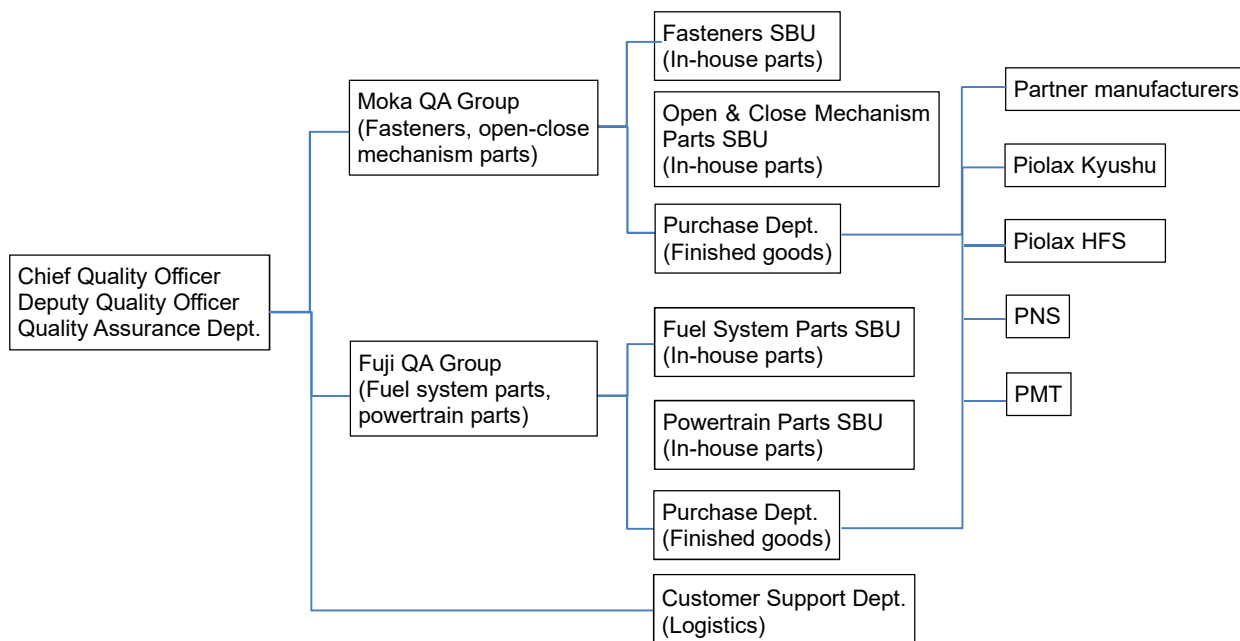 Chief Quality Officer
Deputy Quality Officer
Quality Assurance Dept.
Moka QA Group
(Fasteners, open-close
mechanism parts)
Fuji QA Group
(Fuel system parts,
powertrain parts)
Fasteners SBU
(In-house parts)
Open & Close Mechanism
Parts SBU
(In-house parts)
Purchase Dept.
(Finished goods)
Fuel System Parts SBU
(In-house parts)
Powertrain Parts SBU
(In-house parts)
Purchase Dept.
(Finished goods)
Customer Support Dept.
(Logistics)
Partner manufacturers
Piolax Kyushu
Piolax HFS
PNS
PMT